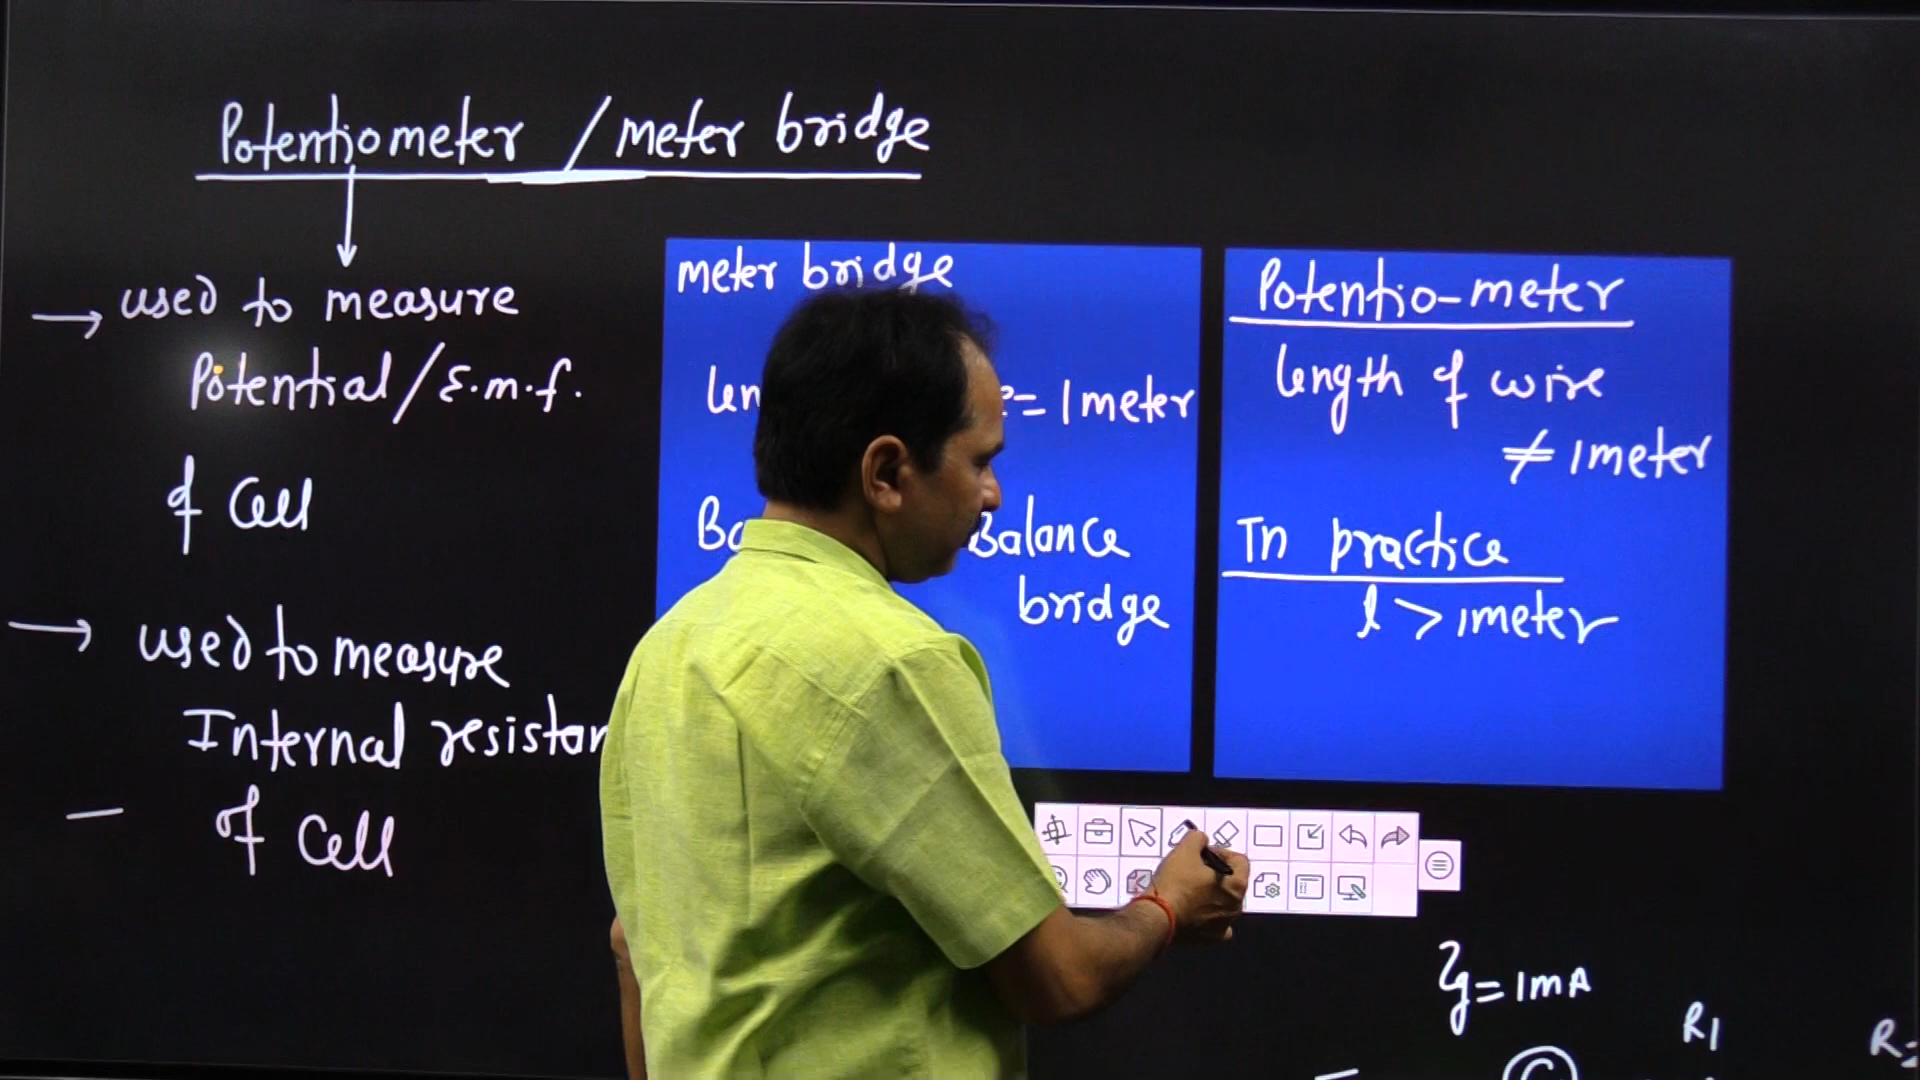 Potentiometer / meter bridge
→ used to measure
Potential / E.m.f.
of Cell
→ used to measure
Internal
of Cell
meter bridge
= 1 meter
Balance
bridge
Potentio-meter
length of wire
≠ 1 meter
In practice
l > 1 meter
= 1mA
R1